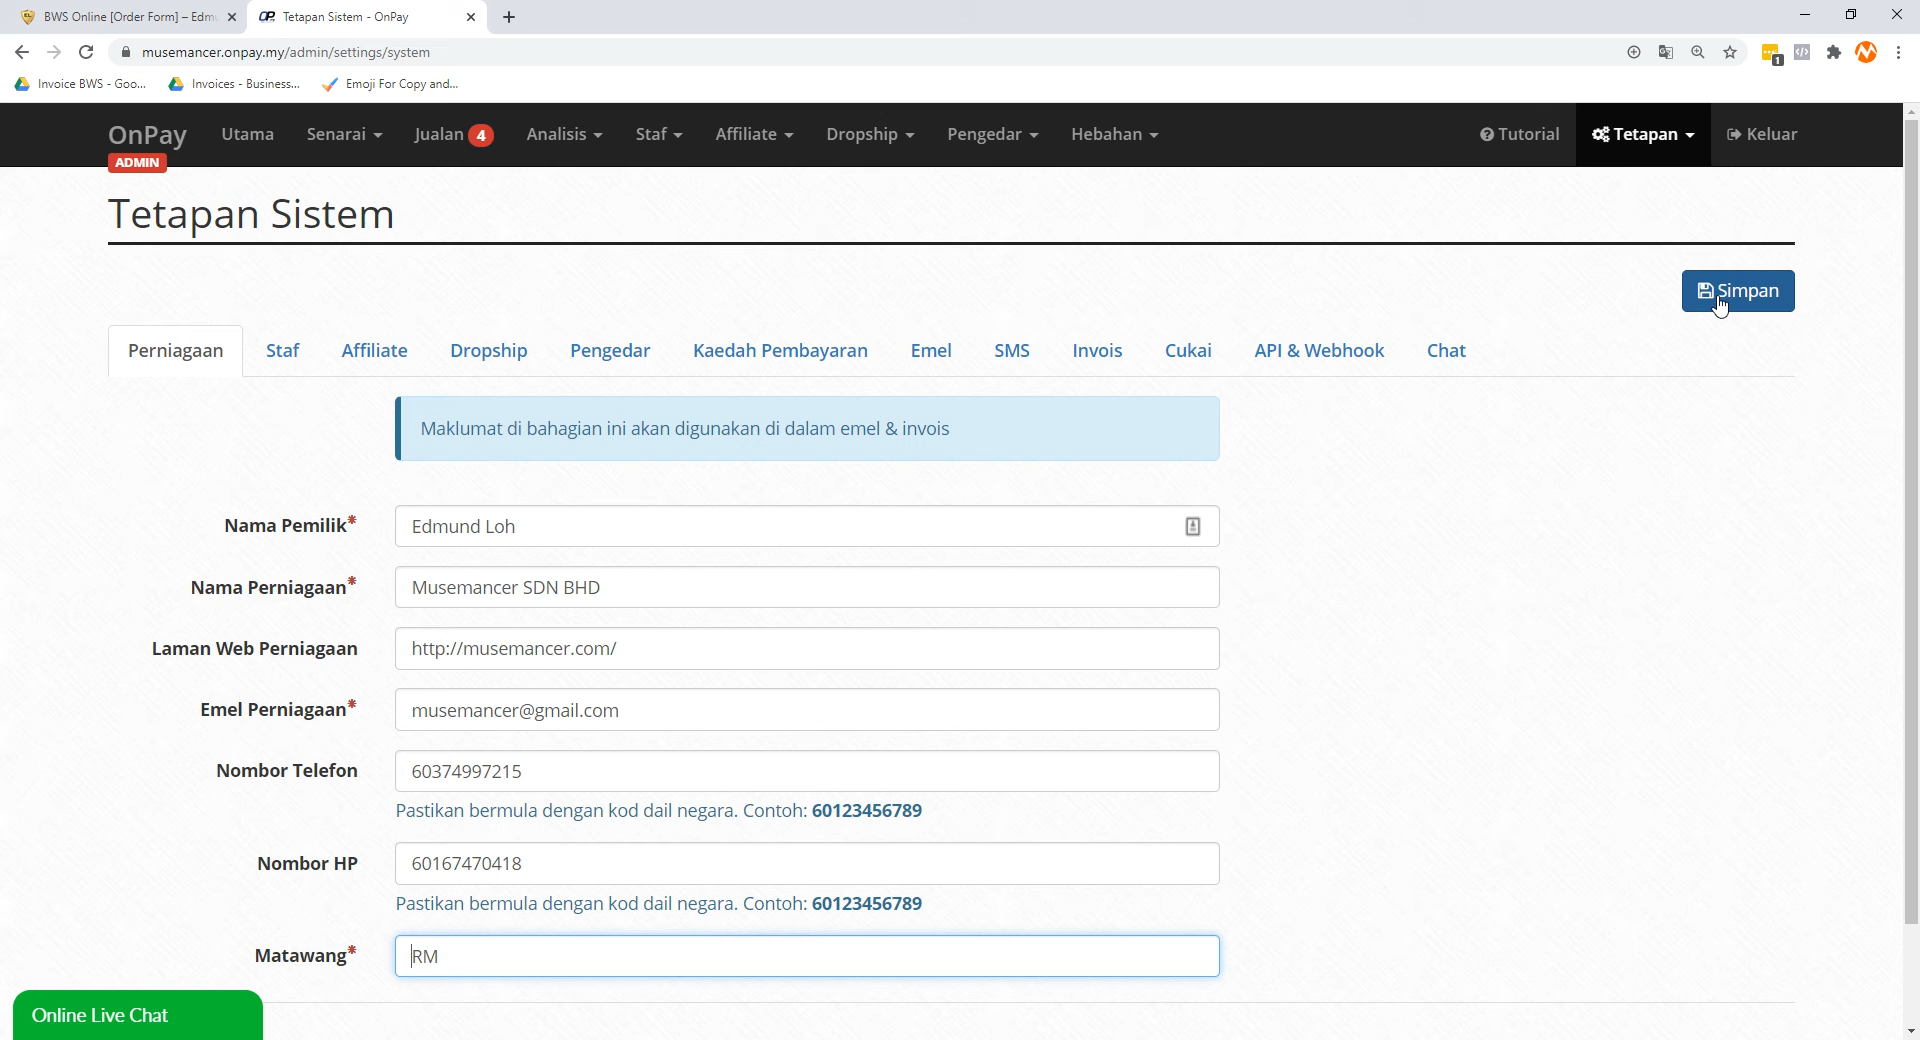 BWS Online [Order Form] – Edm
Tetapan Sistem - OnPay
musemancer.onpay.my/admin/settings/system
1
Invoice BWS - Goo...
Invoices - Business...
Emoji For Copy and...
OnPay
ADMIN
Utama
Senarai
Jualan 4
Analisis
Staf
Affiliate
Dropship
Pengedar
Hebahan
Tutorial
Tetapan
Keluar
Tetapan Sistem
Simpan
Perniagaan
Staf
Affiliate
Dropship
Pengedar
Kaedah Pembayaran
Emel
SMS
Invois
Cukai
API & Webhook
Chat
Maklumat di bahagian ini akan digunakan di dalam emel & invois
Nama Pemilik* Edmund Loh
Nama Perniagaan* Musemancer SDN BHD
Laman Web Perniagaan http://musemancer.com/
Emel Perniagaan* musemancer@gmail.com
Nombor Telefon 60374997215
Pastikan bermula dengan kod dail negara. Contoh: 60123456789
Nombor HP 60167470418
Pastikan bermula dengan kod dail negara. Contoh: 60123456789
Matawang* RM
Online Live Chat